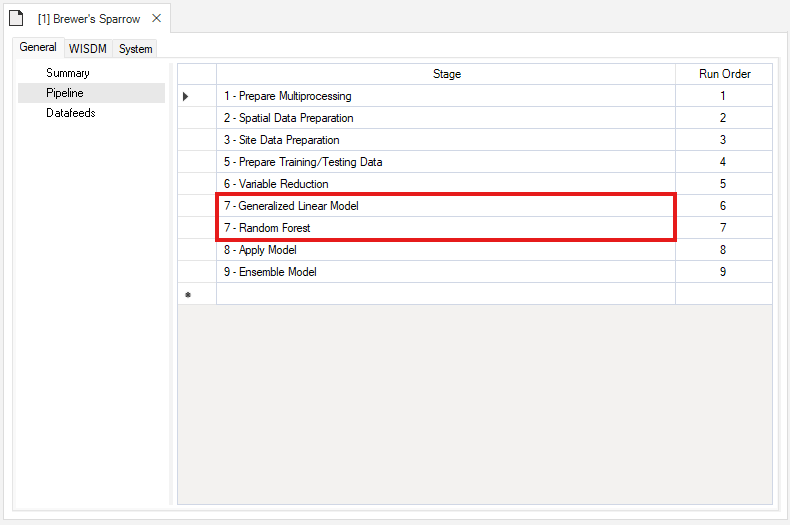 [1] Brewer's Sparrow
General WISDM System
Summary
Pipeline
Datafeeds
Stage Run Order
1 - Prepare Multiprocessing 1
2 - Spatial Data Preparation 2
3 - Site Data Preparation 3
5 - Prepare Training/Testing Data 4
6 - Variable Reduction 5
7 - Generalized Linear Model 6
7 - Random Forest 7
8 - Apply Model 8
9 - Ensemble Model 9